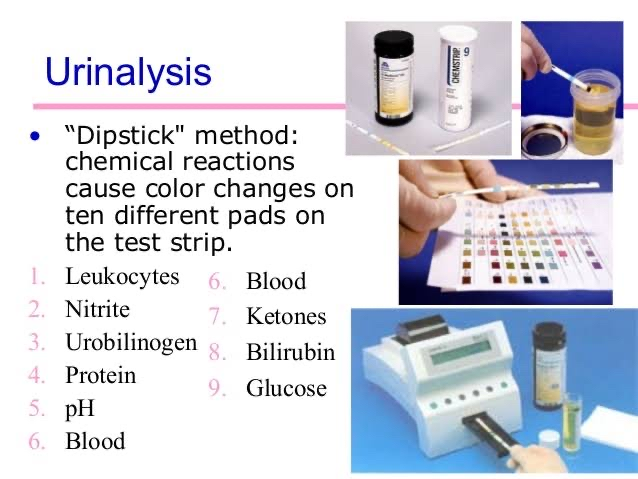 Urinalysis
• “Dipstick" method:
chemical reactions
cause color changes on
ten different pads on
the test strip.
1. Leukocytes
2. Nitrite
3. Urobilinogen
4. Protein
5. pH
6. Blood
6. Blood
7. Ketones
8. Bilirubin
9. Glucose
CHEMSTRIP 9